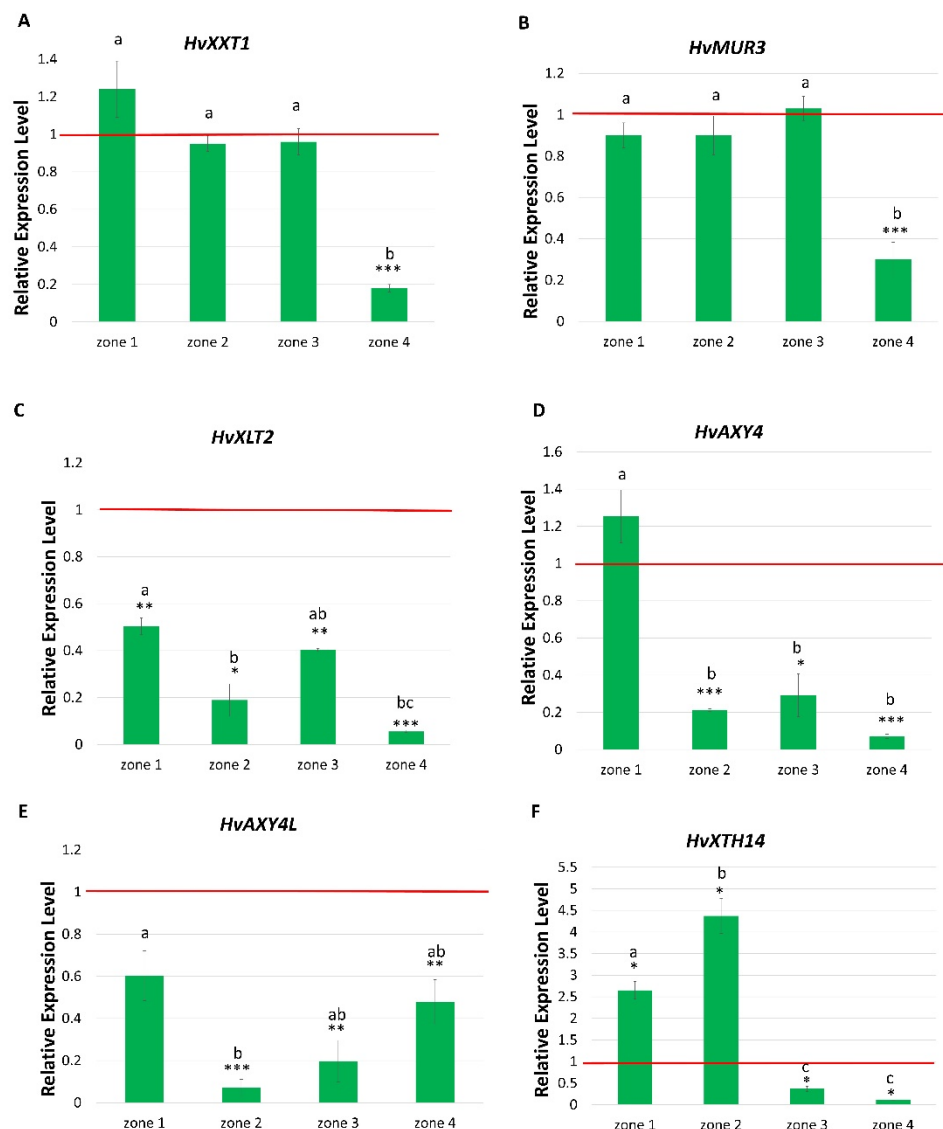 A
HvXXT1
Relative Expression Level
1.4
1.2
1
0.8
0.6
0.4
0.2
0
a
a
a
b
***
zone 1 zone 2 zone 3 zone 4
B
HvMUR3
Relative Expression Level
1.2
1
0.8
0.6
0.4
0.2
0
a
a
a
b
***
zone 1 zone 2 zone 3 zone 4
C
HvXLT2
Relative Expression Level
1.2
1
0.8
0.6
0.4
0.2
0
a
**
b
*
ab
**
bc
***
zone 1 zone 2 zone 3 zone 4
D
HvAXY4
Relative Expression Level
1.6
1.4
1.2
1
0.8
0.6
0.4
0.2
0
a
b
***
b
*
b
***
zone 1 zone 2 zone 3 zone 4
E
HvAXY4L
Relative Expression Level
1.2
1
0.8
0.6
0.4
0.2
0
a
b
***
ab
**
ab
**
zone 1 zone 2 zone 3 zone 4
F
HvXTH14
Relative Expression Level
5.5
5
4.5
4
3.5
3
2.5
2
1.5
1
0.5
0
a
*
b
*
c
*
c
*
zone 1 zone 2 zone 3 zone 4